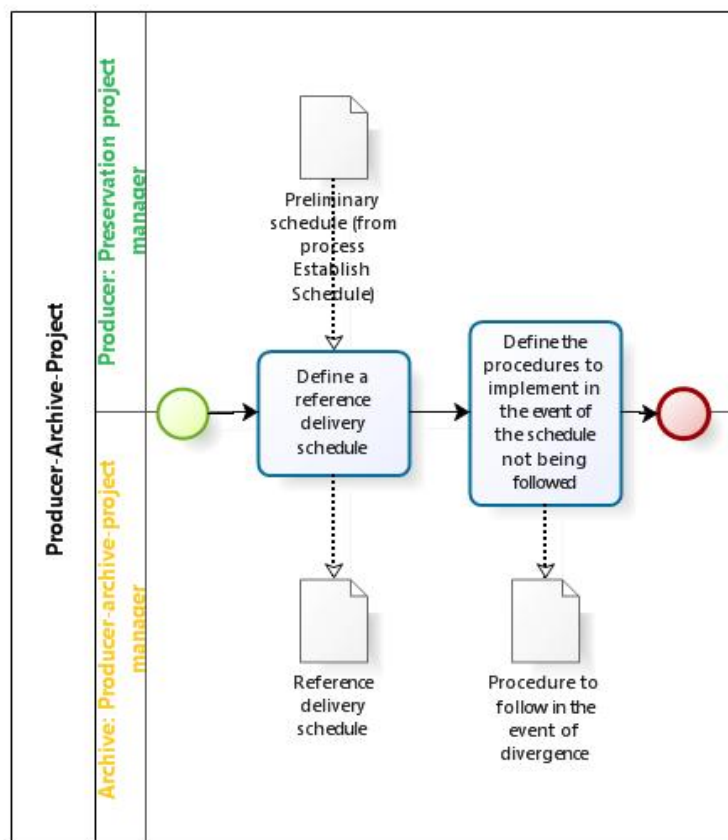 Producer-Archive-Project
Producer: Preservation project
manager
Archive: Producer-archive-project
manager
Preliminary
schedule (from
process
Establish
Schedule)
Define a
reference
delivery
schedule
Define the
procedures to
implement in
the event of
the schedule
not being
followed
Reference
delivery
schedule
Procedure to
follow in the
event of
divergence